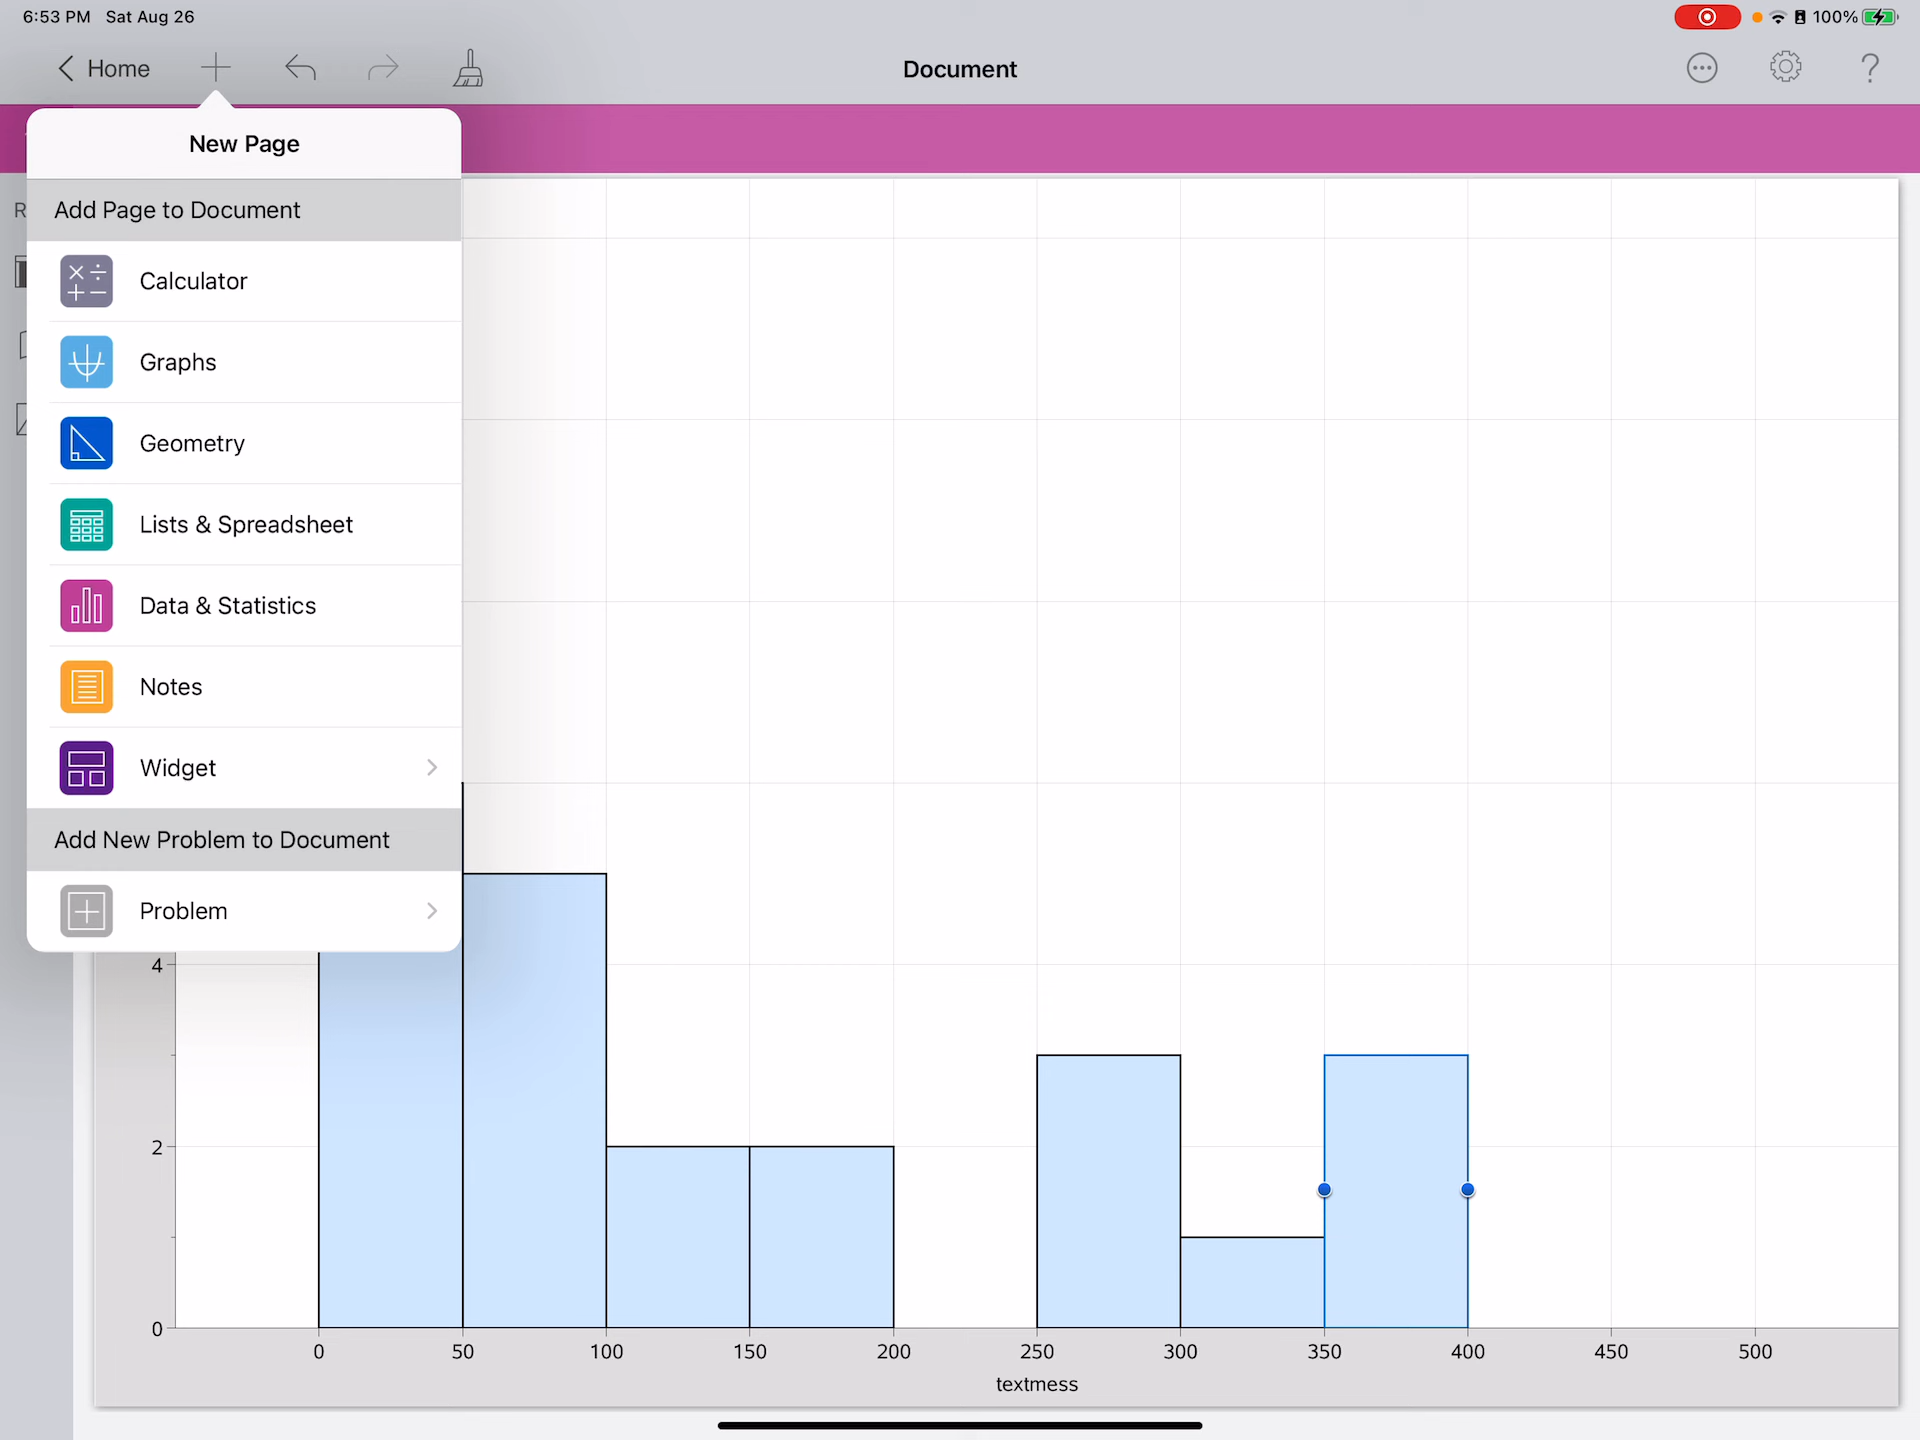 6:53 PM Sat Aug 26
100%
Home
Document
?
New Page
R
Add Page to Document
Calculator
Graphs
Geometry
Lists & Spreadsheet
Data & Statistics
Notes
Widget
Add New Problem to Document
Problem
4
2
0
0 50 100 150 200 250 300 350 400 450 500
textmess